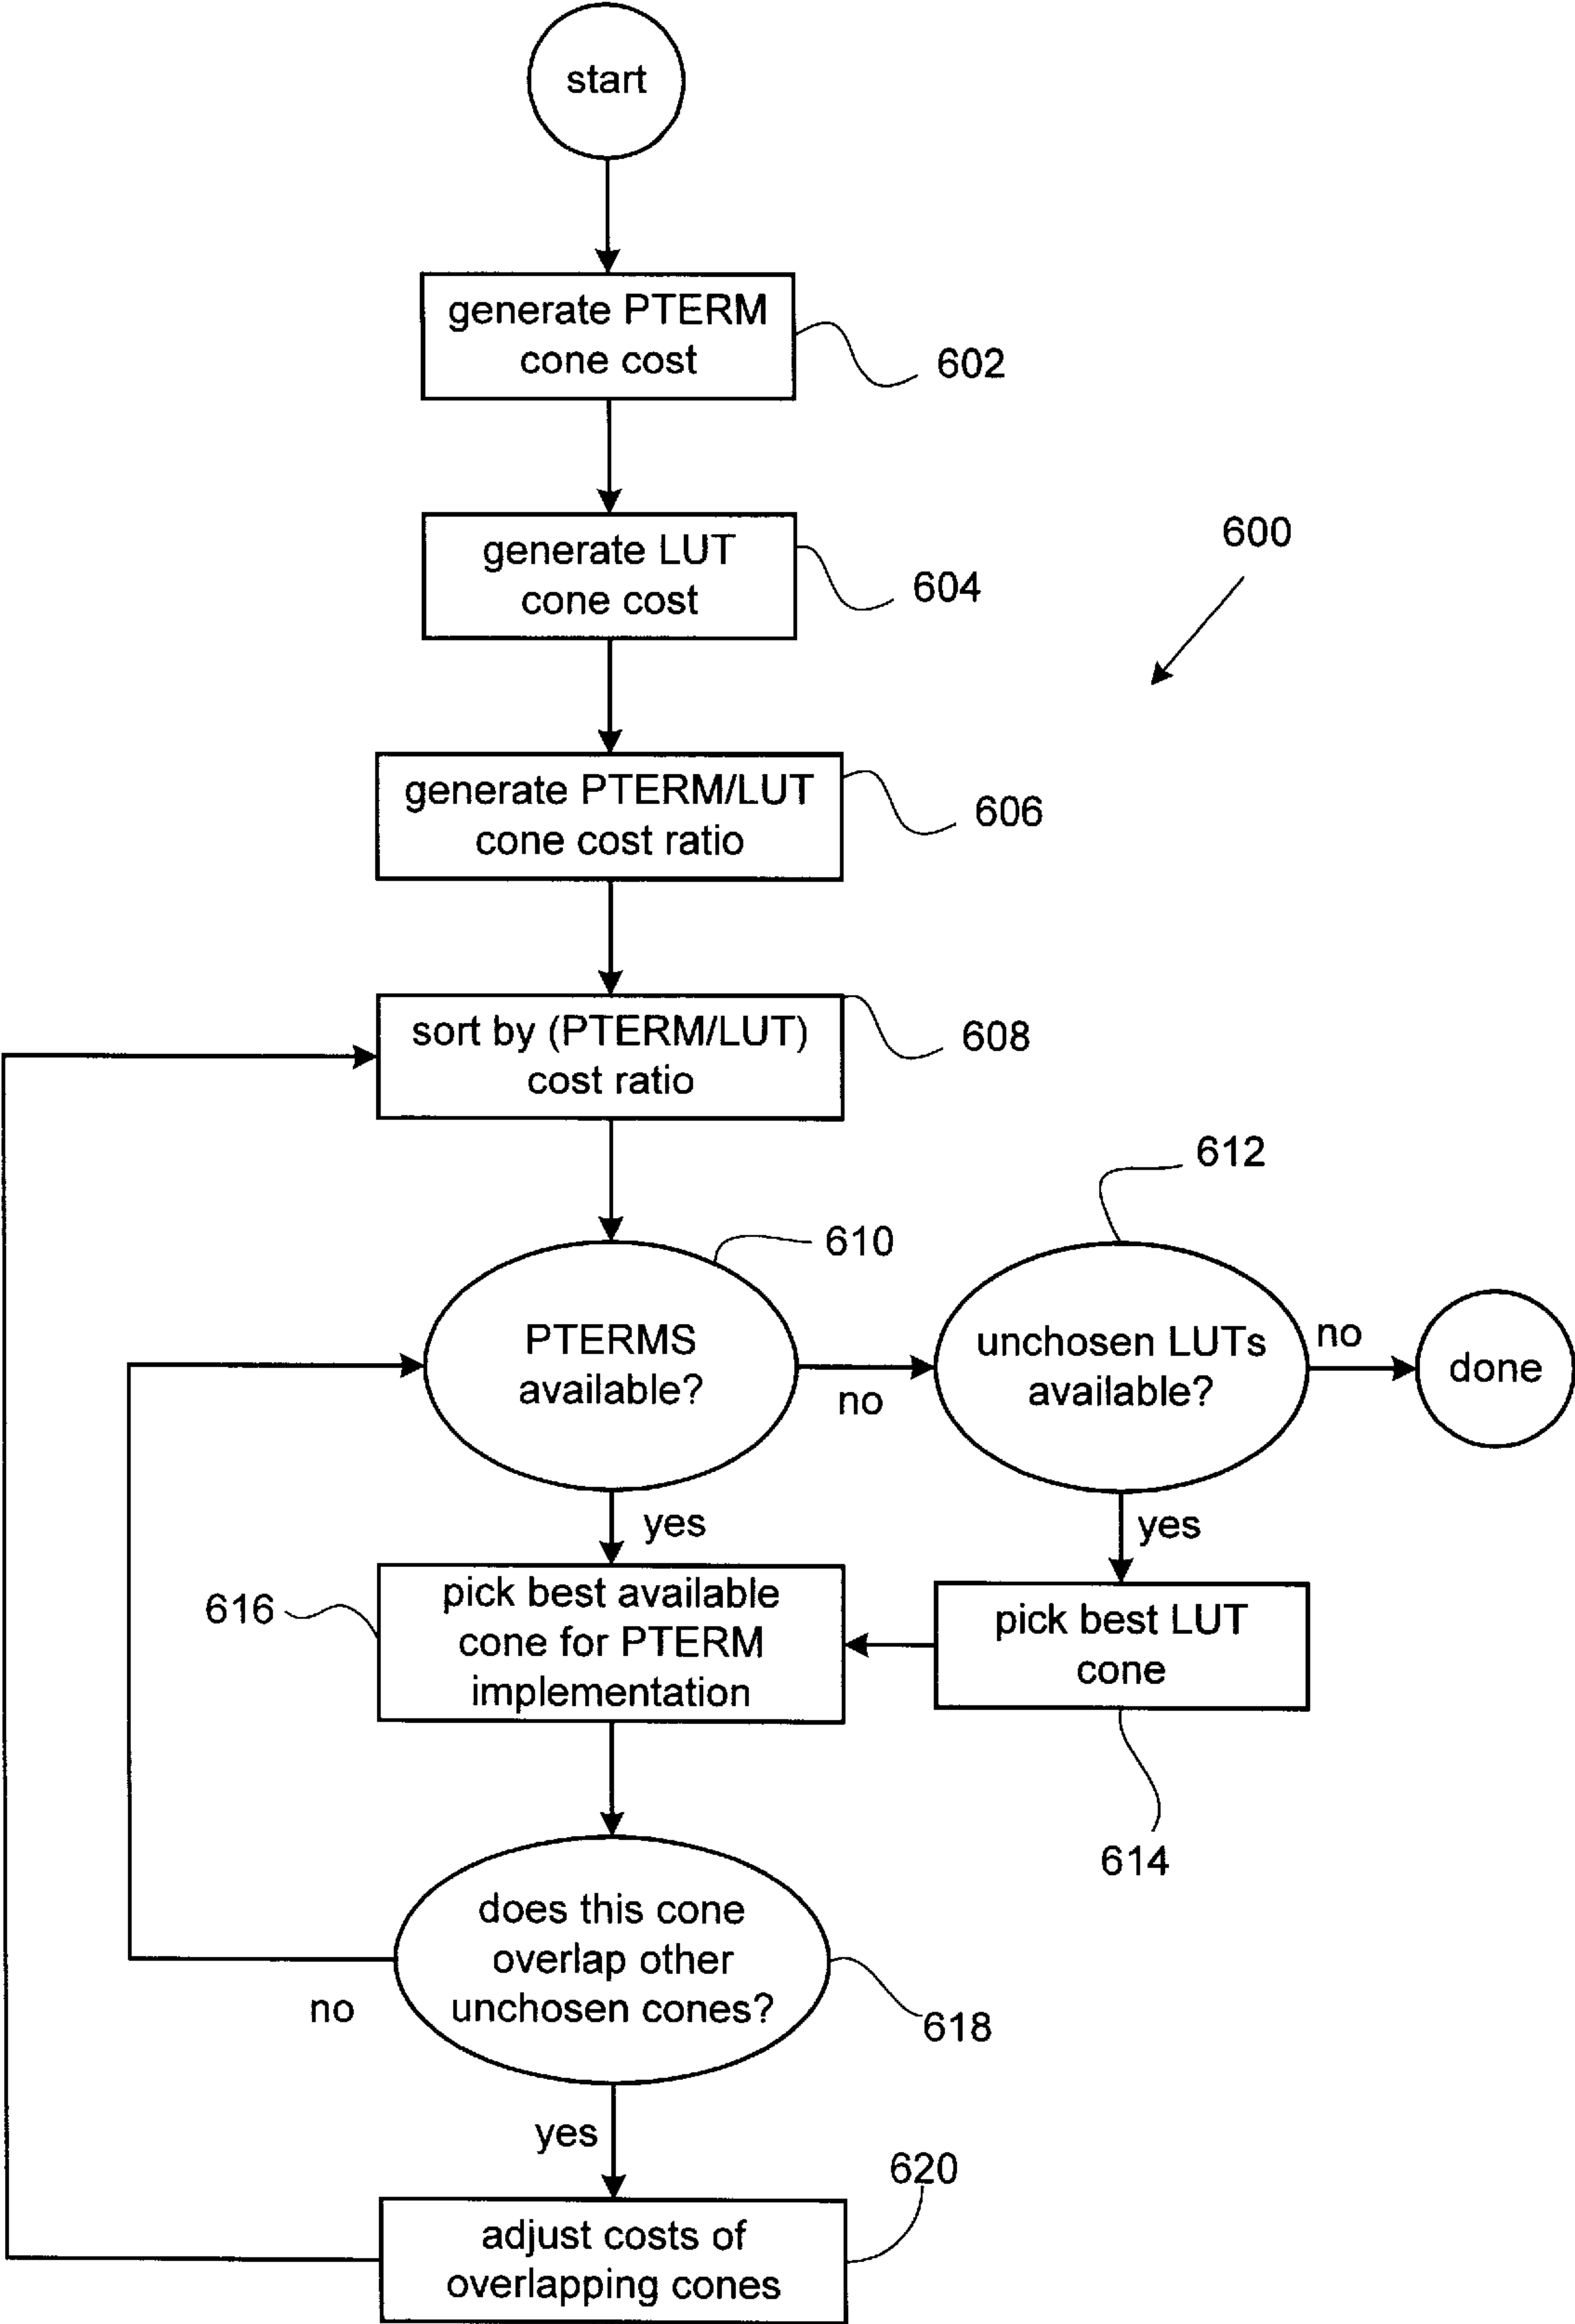 start
generate PTERM
cone cost
602
generate LUT
cone cost
604
600
generate PTERM/LUT
cone cost ratio
606
sort by (PTERM/LUT)
cost ratio
608
612
610
PTERMS
available?
no
unchosen LUTs
available?
no
done
yes
yes
616
pick best available
cone for PTERM
implementation
pick best LUT
cone
614
does this cone
overlap other
unchosen cones?
no
618
yes
620
adjust costs of
overlapping cones